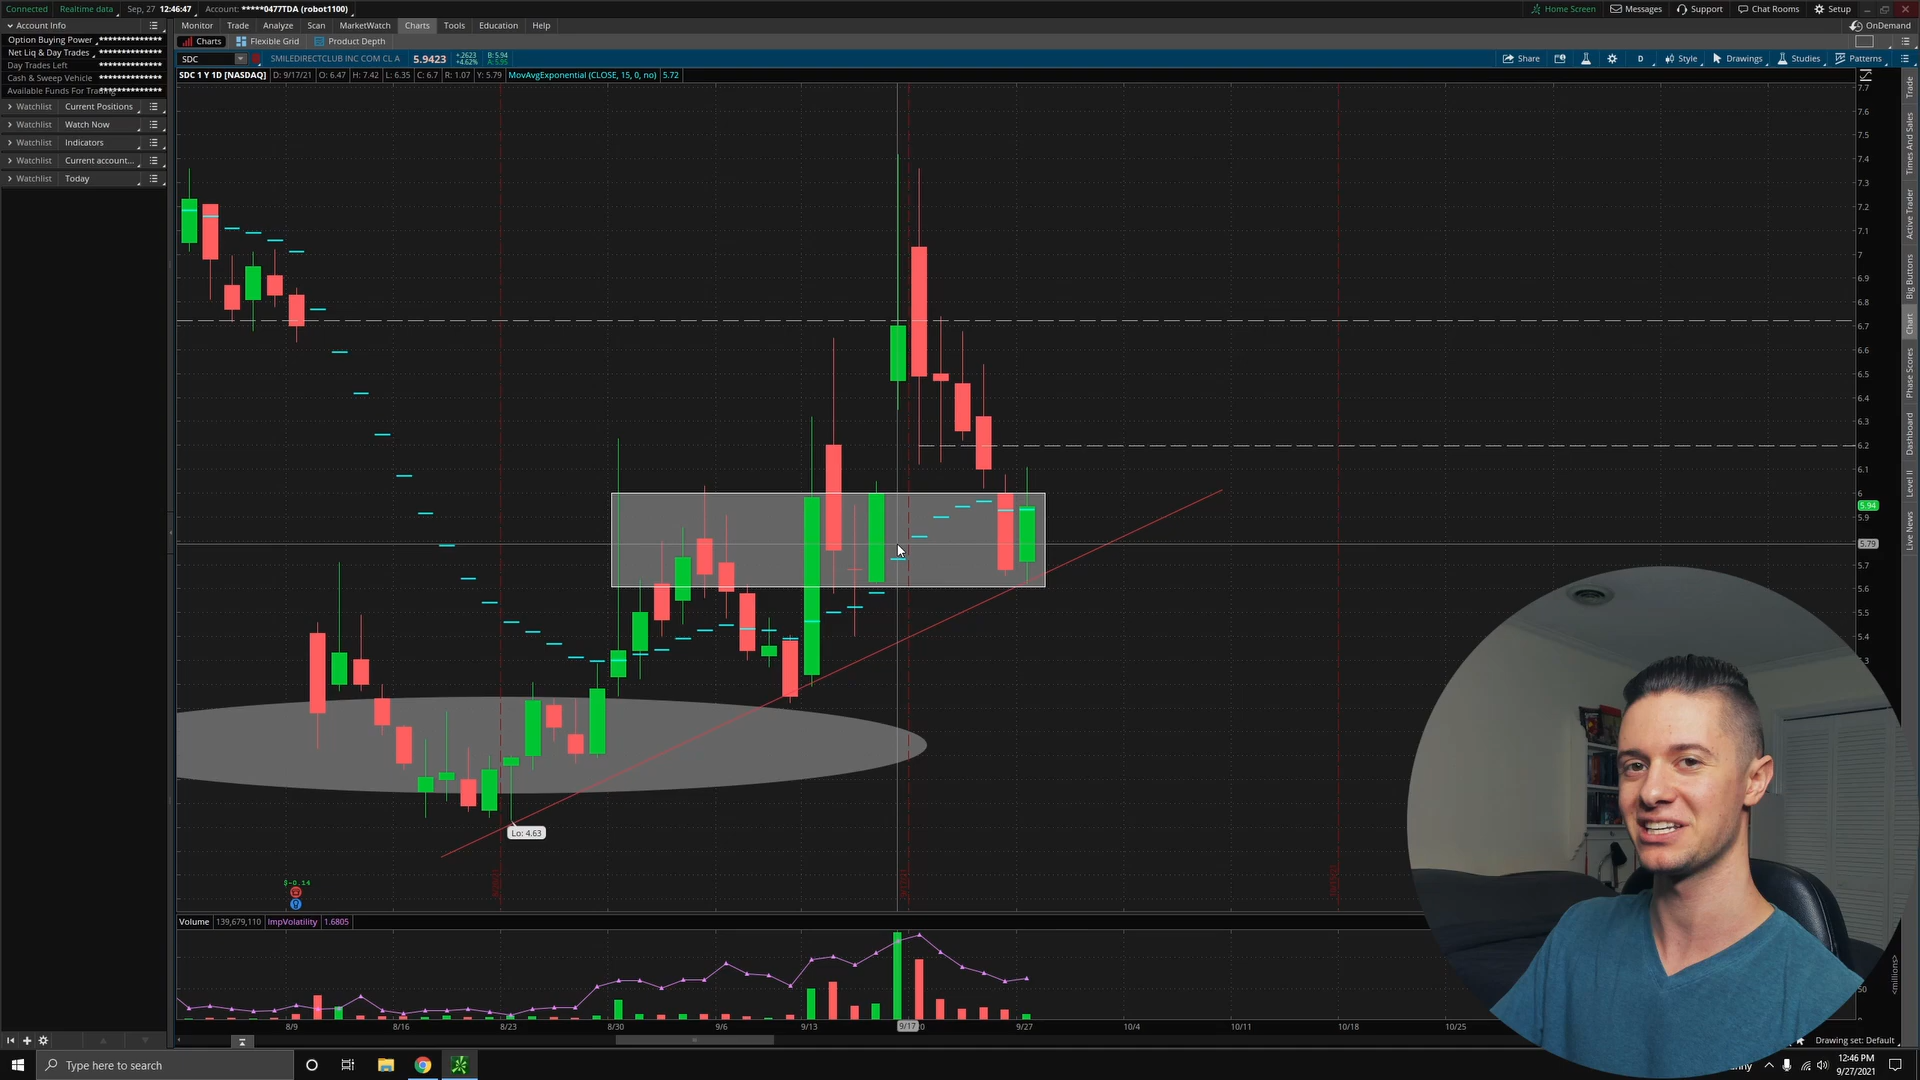 Connected Realtime data Sep, 27 12:46:47 Account: *****0477TDA (robot1100) Home Screen Messages Support Chat Rooms Setup
Account Info Monitor Trade Analyze Scan MarketWatch Charts Tools Education Help OnDemand
Option Buying Power **************
Net Liq & Day Trades **************
Day Trades Left **************
Cash & Sweep Vehicle **************
Available Funds For Trading **************
Charts Flexible Grid Product Depth
SDC SMILEDIRECTCLUB INC COM CL A 5.9423 +.2623 +4.62% B: 5.94 A: 5.95 Share D Style Drawings Studies Patterns
SDC 1 Y 1D [NASDAQ] D: 9/17/21 O: 6.47 H: 7.42 L: 6.35 C: 6.7 R: 1.07 Y: 5.79 MovAvgExponential (CLOSE, 15, 0, no) 5.72
Watchlist Current Positions
Watchlist Watch Now
Watchlist Indicators
Watchlist Current account...
Watchlist Today
7.7
7.6
7.5
7.4
7.3
7.2
7.1
7
6.9
6.8
6.7
6.6
6.5
6.4
6.3
6.2
6.1
6
5.94
5.9
5.79
5.7
5.6
5.5
5.4
Trade
Times And Sales
Active Trader
Big Buttons
Chart
Phase Scores
Dashboard
Level II
Live News
Lo: 4.63
$-0.14
Volume 139,679,110 ImpVolatility 1.6805
<millions>
50
8/9 8/16 8/23 8/30 9/6 9/13 9/17 20 9/27 10/4 10/11 10/18 10/25
Drawing set: Default
Type here to search
nny
12:46 PM
9/27/2021